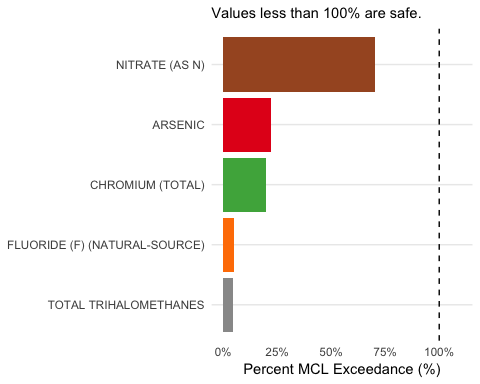 Values less than 100% are safe.
NITRATE (AS N)
ARSENIC
CHROMIUM (TOTAL)
FLUORIDE (F) (NATURAL-SOURCE)
TOTAL TRIHALOMETHANES
0% 25% 50% 75% 100%
Percent MCL Exceedance (%)